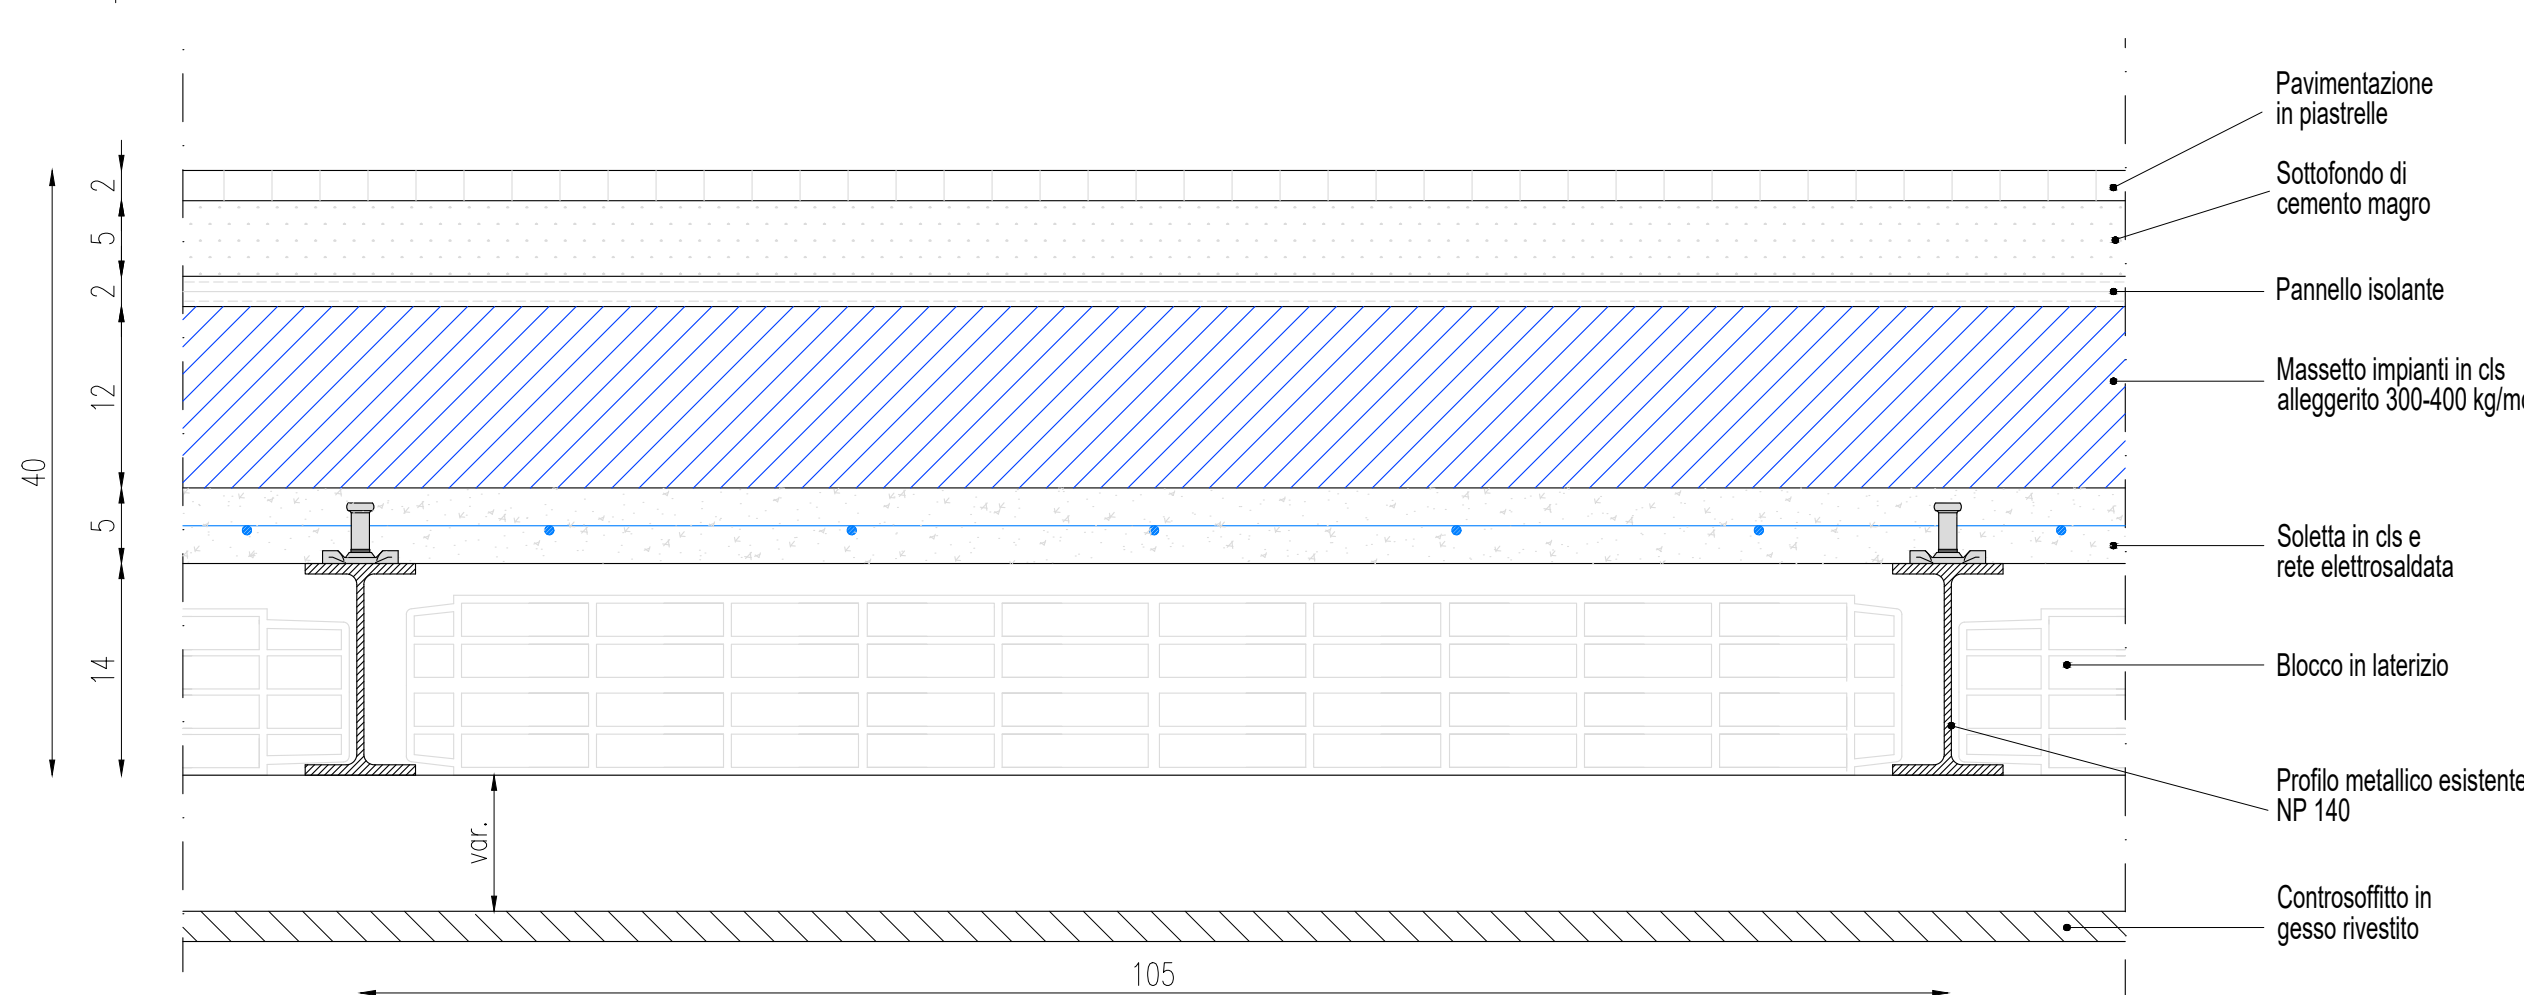 Pavimentazione
in piastrelle
Sottofondo di
cemento magro
Pannello isolante
Massetto impianti in cls
alleggerito 300-400
Soletta in cls e
rete elettrosaldata
Blocco in laterizio
Profilo metallico esistente
NP 140
Controsoffitto in
gesso rivestito
2
5
2
12
5
14
40
var.
105